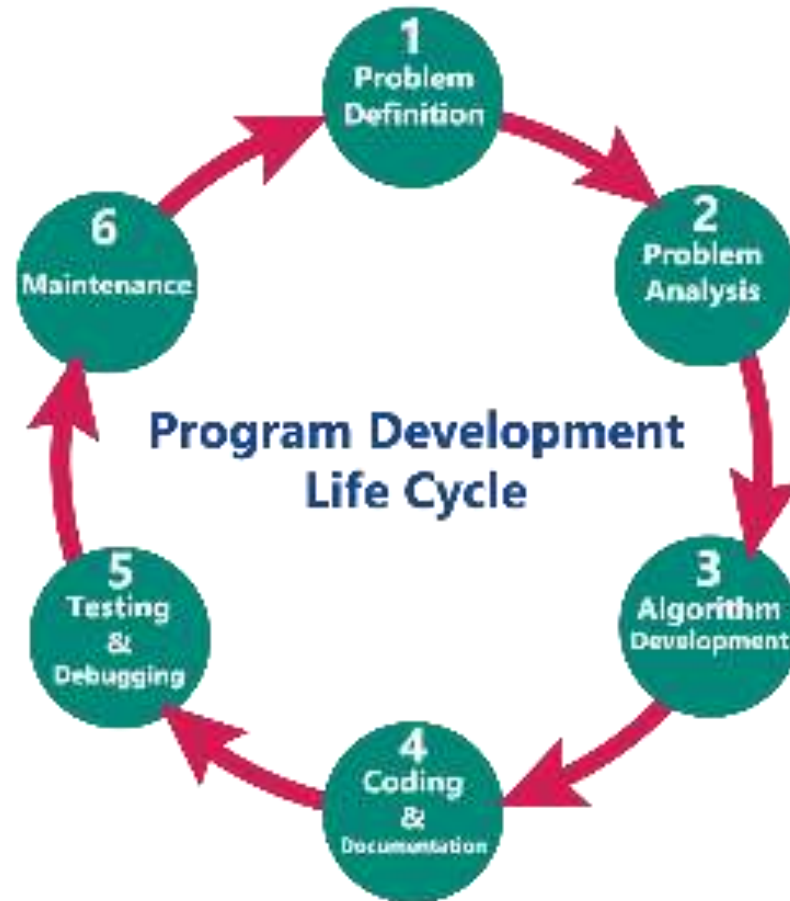 1
Problem
Definition
2
Problem
Analysis
3
Algorithm
Development
4
Coding
&
Documentation
5
Testing
&
Debugging
6
Maintenance
Program Development
Life Cycle